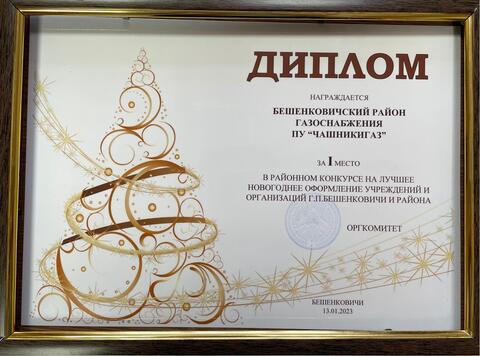 ДИПЛОМ
НАГРАЖДАЕТСЯ
БЕШЕНКОВИЧСКИЙ РАЙОН
ГАЗОСНАБЖЕНИЯ
ПУ “ЧАШНИКИГАЗ”
ЗА I МЕСТО
В РАЙОННОМ КОНКУРСЕ НА ЛУЧШЕЕ
НОВОГОДНЕЕ ОФОРМЛЕНИЕ УЧРЕЖДЕНИЙ И
ОРГАНИЗАЦИЙ Г.П.БЕШЕНКОВИЧИ И РАЙОНА
ОРГКОМИТЕТ
БЕШЕНКОВИЧИ
13.01.2023